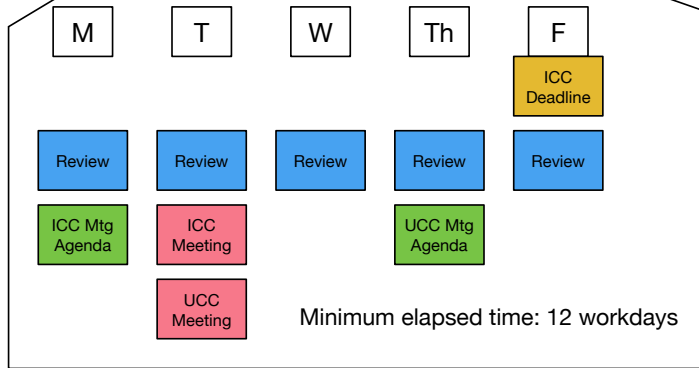 M T W Th F
ICC
Deadline
Review Review Review Review Review
ICC Mtg
Agenda
ICC
Meeting
UCC Mtg
Agenda
UCC
Meeting
Minimum elapsed time: 12 workdays